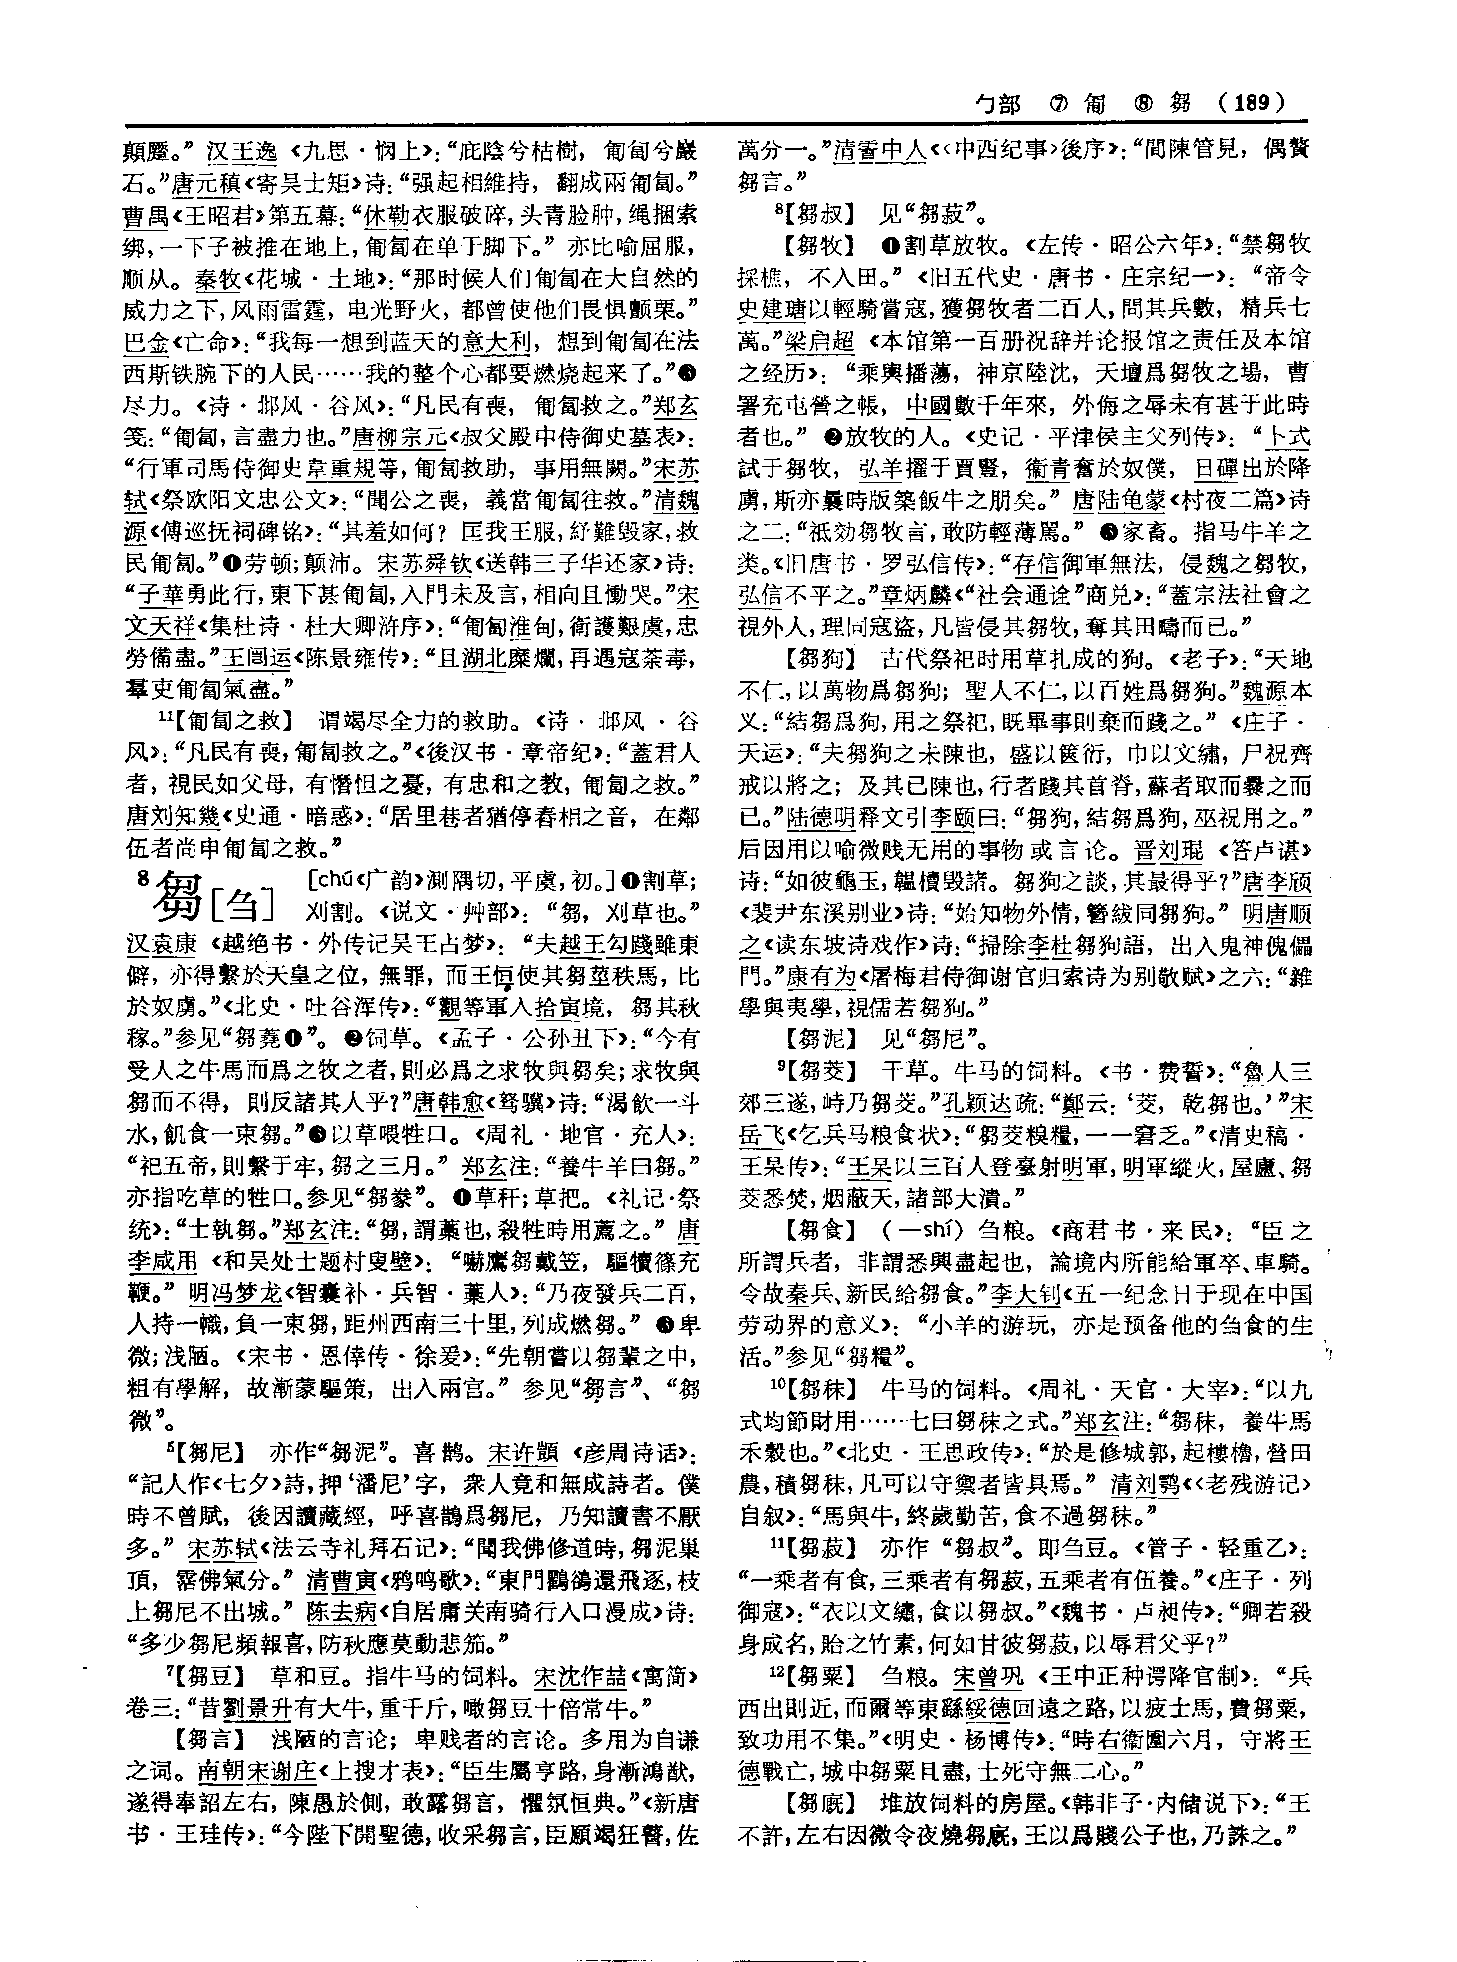 勹部 ⑦ 匍 ⑧ 芻 （189）
顛蹷。”汉王逸《九思·悯上》：“庇陰兮枯樹，匍匐兮巖
石。”唐元稹《寄吴士矩》诗：“强起相維持，翻成兩匍匐。”
曹禺《王昭君》第五幕：“休勒衣服破碎，头青脸肿，绳捆索
绑，一下子被推在地上，匍匐在单于脚下。”亦比喻屈服，
顺从。秦牧《花城·土地》：“那时候人们匍匐在大自然的
威力之下，风雨雷霆，电光野火，都曾使他们畏惧颤栗。”
巴金《亡命》：“我每一想到蓝天的意大利，想到匍匐在法
西斯铁腕下的人民……我的整个心都要燃烧起来了。”❸
尽力。《诗·邶风·谷风》：“凡民有喪，匍匐救之。”郑玄
笺：“匍匐，言盡力也。”唐柳宗元《叔父殿中侍御史墓表》：
“行軍司馬侍御史韋重規等，匍匐救助，事用無闕。”宋苏
轼《祭欧阳文忠公文》：“聞公之喪，義當匍匐往救。”清魏
源《傅巡抚祠碑铭》：“其羞如何？匡我王服，紓難毁家，救
民匍匐。”❹劳顿；颠沛。宋苏舜钦《送韩三子华还家》诗：
“子華勇此行，東下甚匍匐，入門未及言，相向且慟哭。”宋
文天祥《集杜诗·杜大卿浒序》：“匍匐淮甸，衛護艱虞，忠
勞備盡。”王闿运《陈景雍传》：“且湖北糜爛，再遇寇荼毒，
羣吏匍匐氣盡。”
11【匍匐之救】 谓竭尽全力的救助。《诗·邶风·谷
风》：“凡民有喪，匍匐救之。”《後汉书·章帝纪》：“蓋君人
者，視民如父母，有憯怛之憂，有忠和之教，匍匐之救。”
唐刘知幾《史通·暗惑》：“居里巷者猶停舂相之音，在鄰
伍者尚申匍匐之救。”
8芻［刍］ ［chú《广韵》測隅切，平虞，初。］❶割草；
刈割。《说文·艸部》：“芻，刈草也。”
汉袁康《越绝书·外传记吴王占梦》：“夫越王勾踐雖東
僻，亦得繫於天皇之位，無罪，而王恒使其芻莖秩馬，比
於奴虜。”《北史·吐谷浑传》：“觀等軍入拾寅境，芻其秋
稼。”参见“芻蕘❶”。❷饲草。《孟子·公孙丑下》：“今有
受人之牛馬而爲之牧之者，則必爲之求牧與芻矣；求牧與
芻而不得，則反諸其人乎？”唐韩愈《驽骥》诗：“渴飲一斗
水，飢食一束芻。”❸以草喂牲口。《周礼·地官·充人》：
“祀五帝，則繫于牢，芻之三月。”郑玄注：“養牛羊曰芻。”
亦指吃草的牲口。参见“芻豢”。❹草秆；草把。《礼记·祭
统》：“士執芻。”郑玄注：“芻，謂藁也，殺牲時用薦之。”唐
李咸用《和吴处士题村叟壁》：“嚇鷹芻戴笠，驅犢篠充
鞭。”明冯梦龙《智囊补·兵智·藁人》：“乃夜發兵二百，
人持一幟，負一束芻，距州西南三十里，列成燃芻。”❺卑
微；浅陋。《宋书·恩倖传·徐爰》：“先朝嘗以芻輩之中，
粗有學解，故漸蒙驅策，出入兩宫。”参见“芻言”、“芻
微”。
5【芻尼】 亦作“芻泥”。喜鹊。宋许顗《彦周诗话》：
“記人作《七夕》詩，押‘潘尼’字，衆人竟和無成詩者。僕
時不曾賦，後因讀藏經，呼喜鵲爲芻尼，乃知讀書不厭
多。”宋苏轼《法云寺礼拜石记》：“聞我佛修道時，芻泥巢
頂，霑佛氣分。”清曹寅《鸦鸣歌》：“東門鸛鵒還飛逐，枝
上芻尼不出城。”陈去病《自居庸关南骑行入口漫成》诗：
“多少芻尼頻報喜，防秋應莫動悲笳。”
7【芻豆】 草和豆。指牛马的饲料。宋沈作喆《寓简》
卷三：“昔劉景升有大牛，重千斤，噉芻豆十倍常牛。”
【芻言】 浅陋的言论；卑贱者的言论。多用为自谦
之词。南朝宋谢庄《上搜才表》：“臣生屬亨路，身漸鴻猷，
遂得奉詔左右，陳愚於側，敢露芻言，懼氛恒典。”《新唐
书·王珪传》：“今陛下開聖德，收采芻言，臣願竭狂瞽，佐
萬分一。”清霅中人《〈中西纪事〉後序》：“間陳管見，偶贅
芻言。”
8【芻叔】 见“芻菽”。
【芻牧】 ❶割草放牧。《左传·昭公六年》：“禁芻牧
採樵，不入田。”《旧五代史·唐书·庄宗纪一》：“帝令
史建瑭以輕騎嘗寇，獲芻牧者二百人，問其兵數，精兵七
萬。”梁启超《本馆第一百册祝辞并论报馆之责任及本馆
之经历》：“乘輿播蕩，神京陸沈，天壇爲芻牧之場，曹
署充屯營之帳，中國數千年來，外侮之辱未有甚于此時
者也。”❷放牧的人。《史记·平津侯主父列传》：“卜式
試于芻牧，弘羊擢于賈豎，衞青奮於奴僕，日磾出於降
虜，斯亦曩時版築飯牛之朋矣。”唐陆龟蒙《村夜二篇》诗
之二：“祇効芻牧言，敢防輕薄罵。”❸家畜。指马牛羊之
类。《旧唐书·罗弘信传》：“存信御軍無法，侵魏之芻牧，
弘信不平之。”章炳麟《“社会通诠”商兑》：“蓋宗法社會之
視外人，理同寇盜，凡皆侵其芻牧，奪其田疇而已。”
【芻狗】 古代祭祀时用草扎成的狗。《老子》：“天地
不仁，以萬物爲芻狗；聖人不仁，以百姓爲芻狗。”魏源本
义：“結芻爲狗，用之祭祀，既畢事則棄而踐之。”《庄子·
天运》：“夫芻狗之未陳也，盛以篋衍，巾以文繡，尸祝齊
戒以將之；及其已陳也，行者踐其首脊，蘇者取而爨之而
已。”陆德明释文引李颐曰：“芻狗，結芻爲狗，巫祝用之。”
后因用以喻微贱无用的事物或言论。晋刘琨《答卢谌》
诗：“如彼龜玉，韞櫝毁諸。芻狗之談，其最得乎？”唐李颀
《裴尹东溪别业》诗：“始知物外情，簪紱同芻狗。”明唐顺
之《读东坡诗戏作》诗：“掃除李杜芻狗語，出入鬼神傀儡
門。”康有为《屠梅君侍御谢官归索诗为别敬赋》之六：“雜
學與夷學，視儒若芻狗。”
【芻泥】 见“芻尼”。
9【芻茭】 干草。牛马的饲料。《书·费誓》：“魯人三
郊三遂，峙乃芻茭。”孔颖达疏：“鄭云：‘茭，乾芻也。’”宋
岳飞《乞兵马粮食状》：“芻茭糗糧，一一窘乏。”《清史稿·
王杲传》：“王杲以三百人登臺射明軍，明軍縱火，屋廬、芻
茭悉焚，烟蔽天，諸部大潰。”
【芻食】 （—shí）刍粮。《商君书·来民》：“臣之
所謂兵者，非謂悉興盡起也，論境内所能給軍卒、車騎。
令故秦兵、新民給芻食。”李大钊《五一纪念日于现在中国
劳动界的意义》：“小羊的游玩，亦是预备他的刍食的生
活。”参见“芻糧”。
10【芻秣】 牛马的饲料。《周礼·天官·大宰》：“以九
式均節財用……七曰芻秣之式。”郑玄注：“芻秣，養牛馬
禾穀也。”《北史·王思政传》：“於是修城郭，起樓櫓，營田
農，積芻秣，凡可以守禦者皆具焉。”清刘鹗《〈老残游记〉
自叙》：“馬與牛，終歲勤苦，食不過芻秣。”
11【芻菽】 亦作“芻叔”。即刍豆。《管子·轻重乙》：
“一乘者有食，三乘者有芻菽，五乘者有伍養。”《庄子·列
御寇》：“衣以文繡，食以芻叔。”《魏书·卢昶传》：“卿若殺
身成名，貽之竹素，何如甘彼芻菽，以辱君父乎？”
12【芻粟】 刍粮。宋曾巩《王中正种谔降官制》：“兵
西出則近，而爾等東繇綏德回遠之路，以疲士馬，費芻粟，
致功用不集。”《明史·杨博传》：“時右衞圍六月，守將王
德戰亡，城中芻粟且盡，士死守無二心。”
【芻廐】 堆放饲料的房屋。《韩非子·内储说下》：“王
不許，左右因微令夜燒芻廐，王以爲賤公子也，乃誅之。”